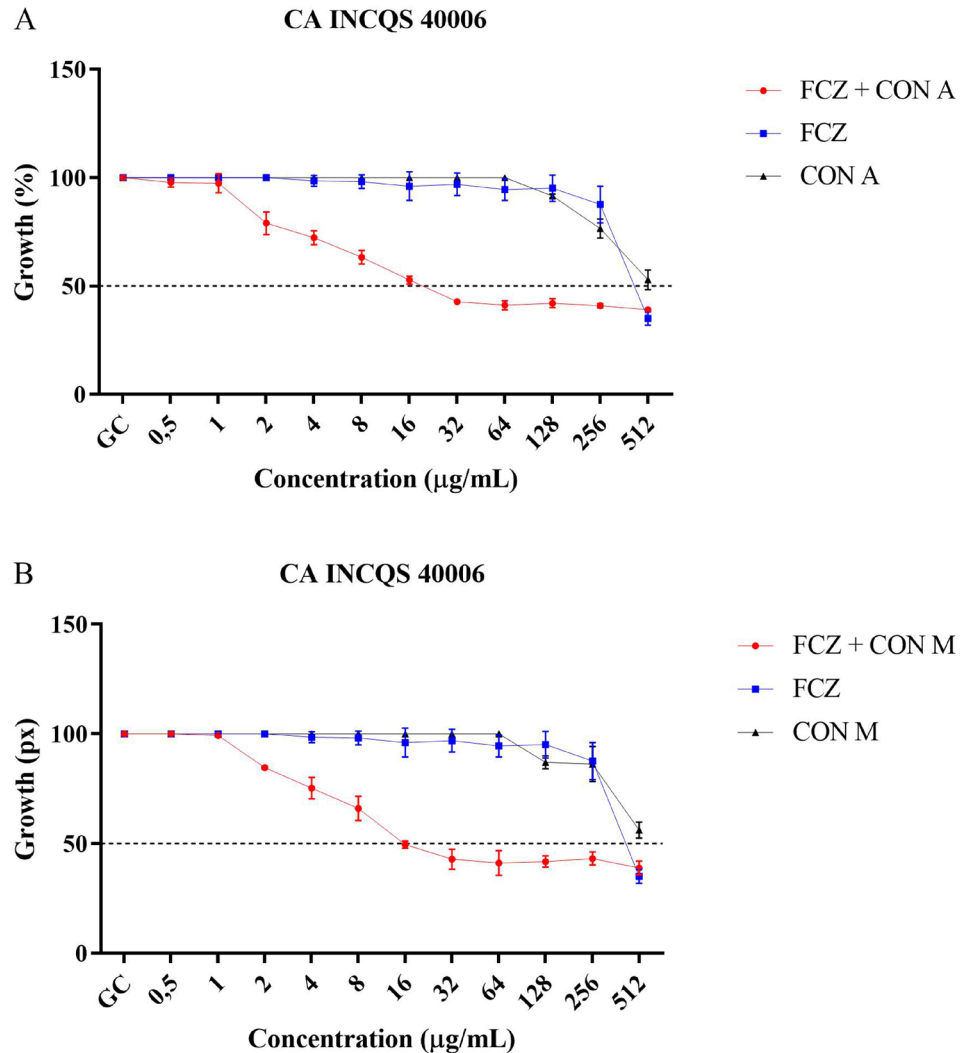 A
CA INCQS 40006
150
100
50
0
Growth (%)
GC
0,5
1
2
4
8
16
32
64
128
256
512
Concentration (μg/mL)
FCZ + CON A
FCZ
CON A
B
CA INCQS 40006
150
100
50
0
Growth (px)
GC
0,5
1
2
4
8
16
32
64
128
256
512
Concentration (μg/mL)
FCZ + CON M
FCZ
CON M